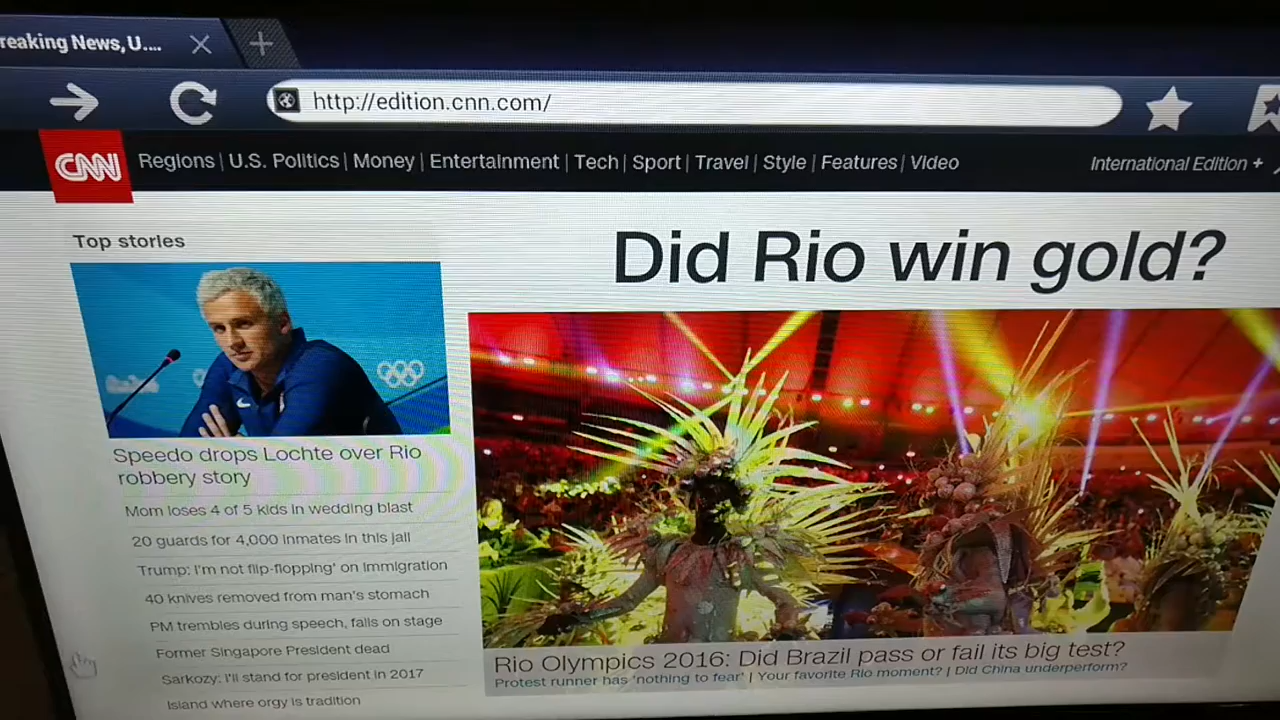 reaking News, U....
http://edition.cnn.com/
CNN
Regions | U.S. Politics | Money | Entertainment | Tech | Sport | Travel | Style | Features | Video
International Edition +
Top stories
Did Rio win gold?
Speedo drops Lochte over Rio
robbery story
Mom loses 4 of 5 kids in wedding blast
20 guards for 4,000 inmates in this jail
Trump: I'm not flip-flopping' on immigration
40 knives removed from man's stomach
PM trembles during speech, falls on stage
Former Singapore President dead
Sarkozy: I'll stand for president in 2017
Island where orgy is tradition
Rio Olympics 2016: Did Brazil pass or fail its big test?
Protest runner has 'nothing to fear' | Your favorite Rio moment? | Did China underperform?